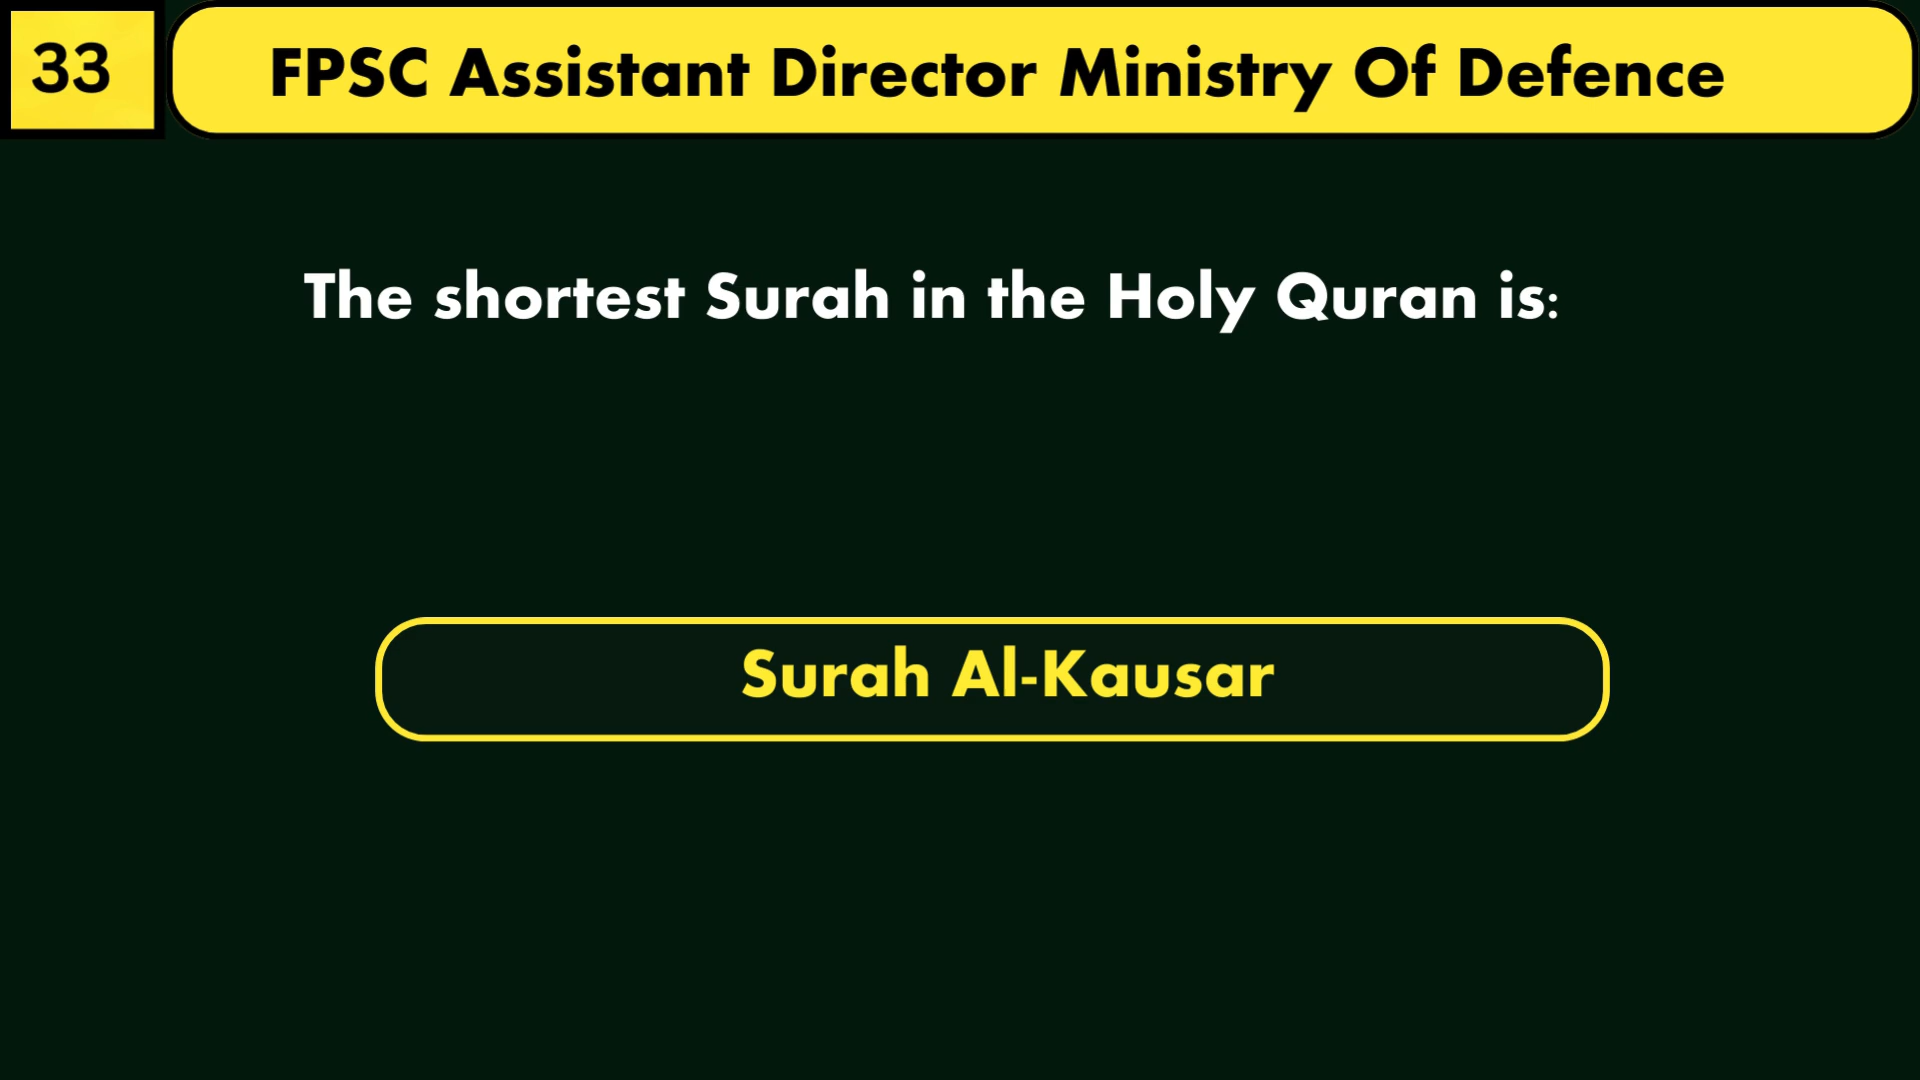 33
FPSC Assistant Director Ministry Of Defence
The shortest Surah in the Holy Quran is:
Surah Al-Kausar